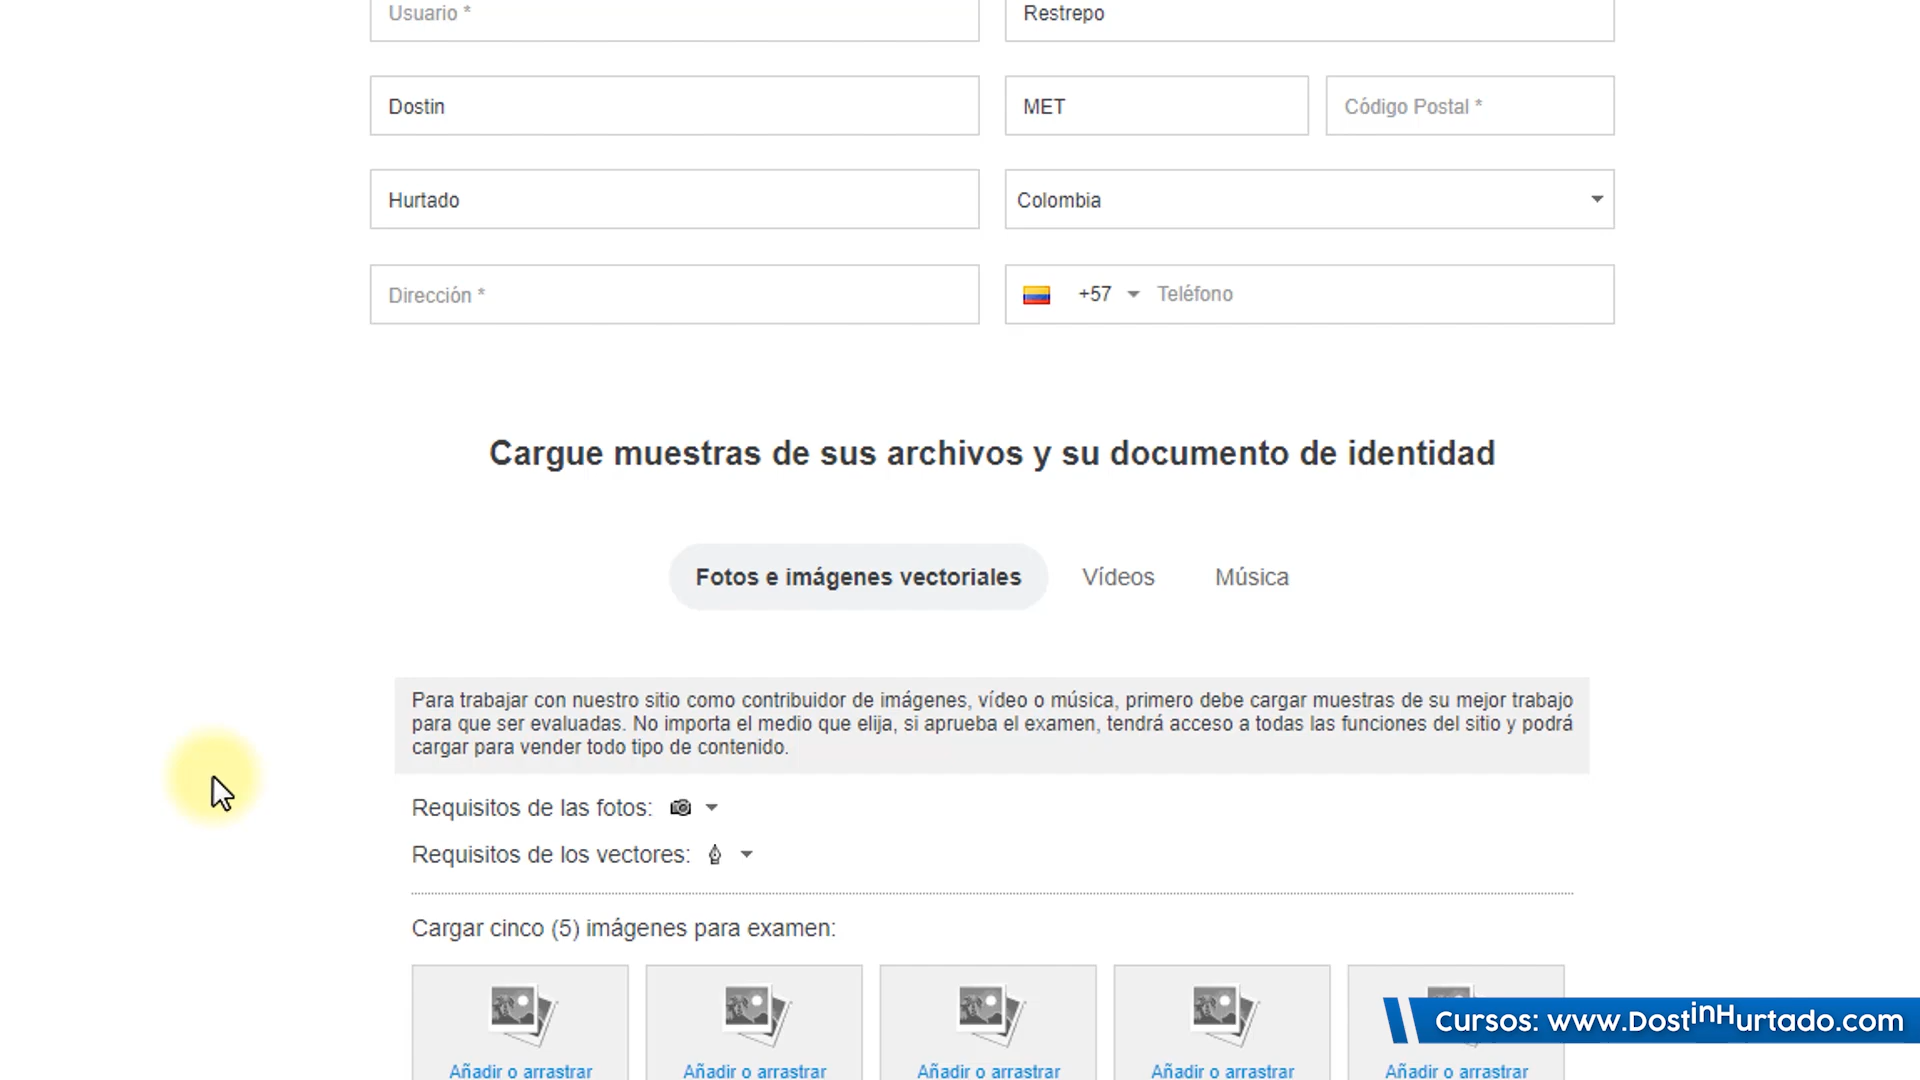 Usuario *
Restrepo
Dostin
MET
Código Postal *
Hurtado
Colombia
Dirección *
+57
Teléfono
Cargue muestras de sus archivos y su documento de identidad
Fotos e imágenes vectoriales
Vídeos
Música
Para trabajar con nuestro sitio como contribuidor de imágenes, vídeo o música, primero debe cargar muestras de su mejor trabajo
para que ser evaluadas. No importa el medio que elija, si aprueba el examen, tendrá acceso a todas las funciones del sitio y podrá
cargar para vender todo tipo de contenido.
Requisitos de las fotos:
Requisitos de los vectores:
Cargar cinco (5) imágenes para examen:
Añadir o arrastrar
Añadir o arrastrar
Añadir o arrastrar
Añadir o arrastrar
Añadir o arrastrar
Cursos: www.DostinHurtado.com